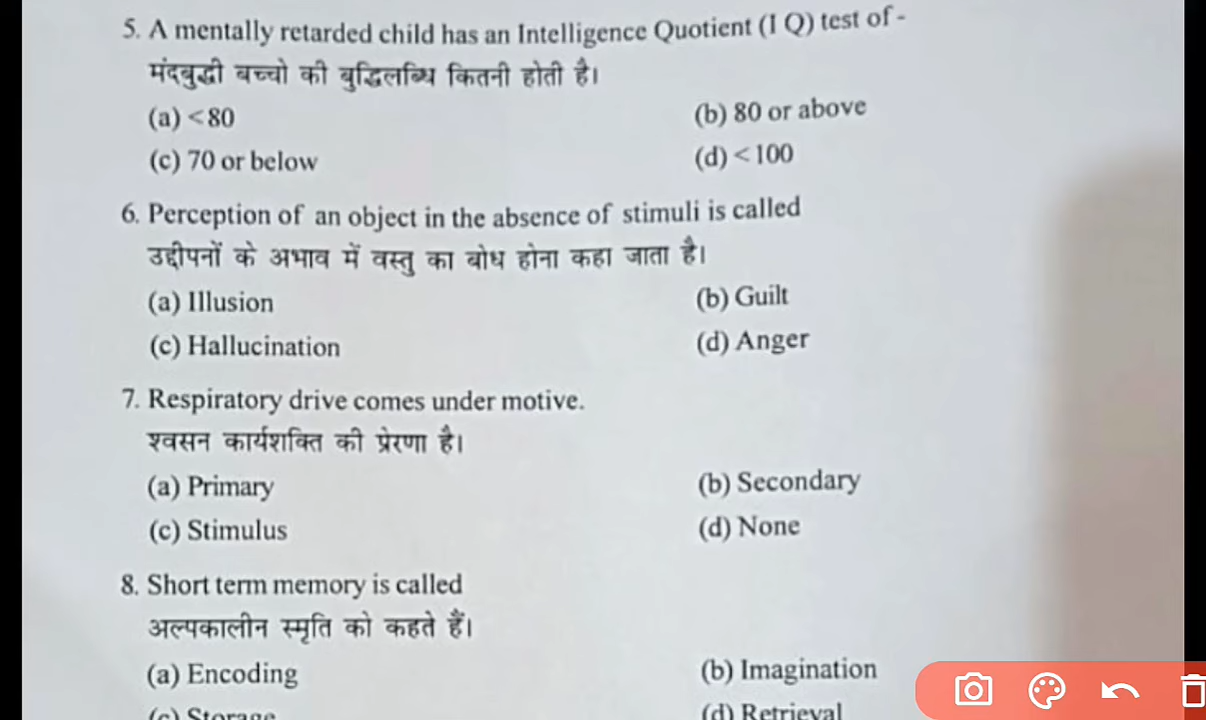 5. A mentally retarded child has an Intelligence Quotient (I Q) test of -
मंदबुद्धी बच्चो की बुद्धिलब्धि कितनी होती है।
(a) <80 (b) 80 or above
(c) 70 or below (d) <100
6. Perception of an object in the absence of stimuli is called
उद्दीपनों के अभाव में वस्तु का बोध होना कहा जाता है।
(a) Illusion (b) Guilt
(c) Hallucination (d) Anger
7. Respiratory drive comes under motive.
श्वसन कार्यशक्ति की प्रेरणा है।
(a) Primary (b) Secondary
(c) Stimulus (d) None
8. Short term memory is called
अल्पकालीन स्मृति को कहते हैं।
(a) Encoding (b) Imagination
(c) Storage (d) Retrieval